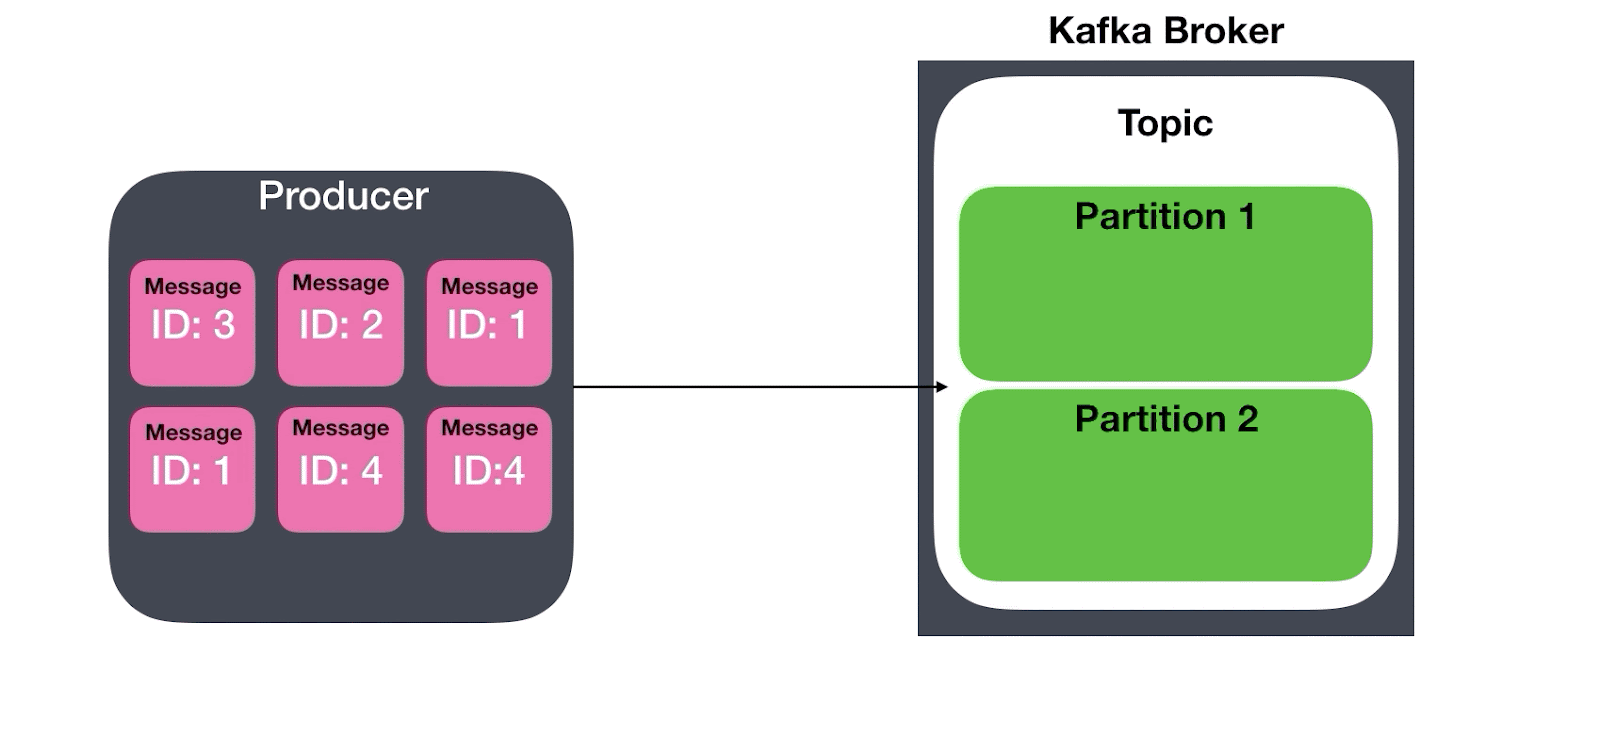 Kafka Broker
Topic
Producer
Partition 1
Message
ID: 3
Message
ID: 2
Message
ID: 1
Message
ID: 1
Message
ID: 4
Message
ID:4
Partition 2